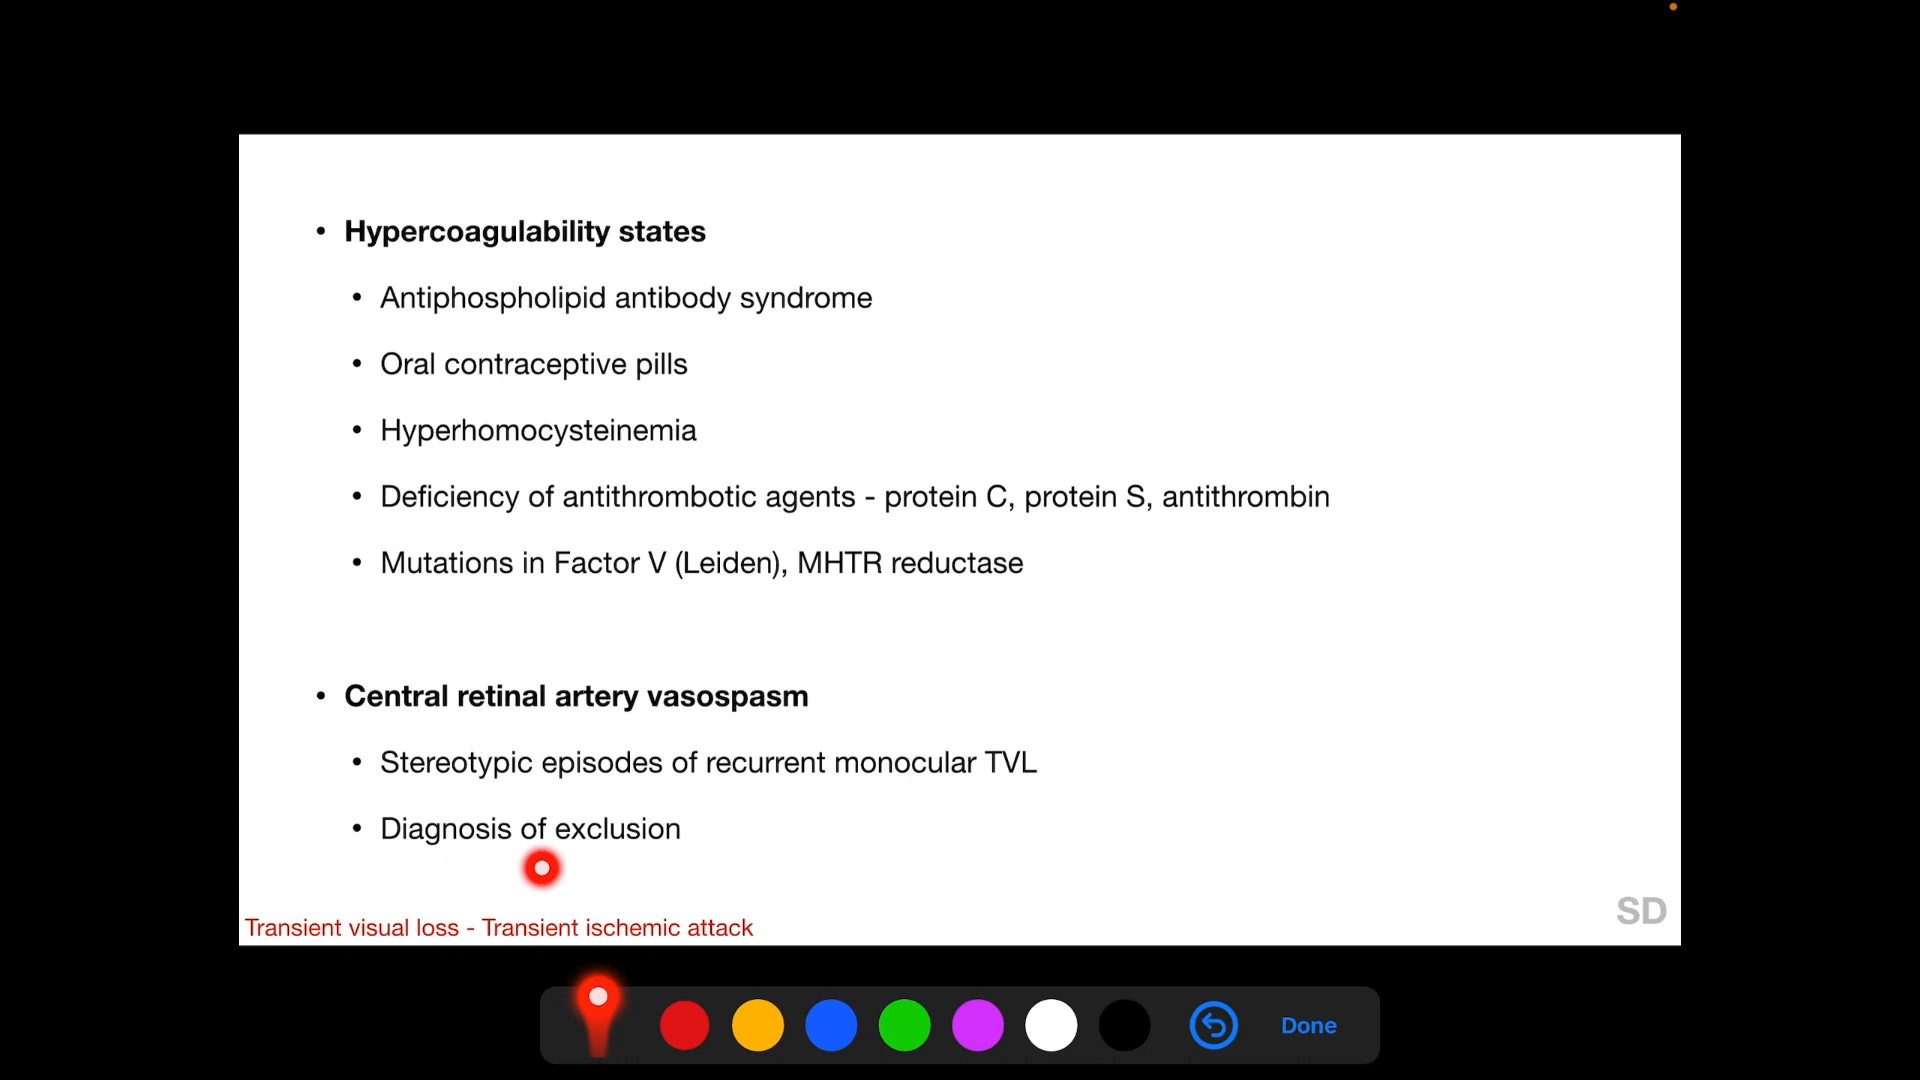 • Hypercoagulability states
• Antiphospholipid antibody syndrome
• Oral contraceptive pills
• Hyperhomocysteinemia
• Deficiency of antithrombotic agents - protein C, protein S, antithrombin
• Mutations in Factor V (Leiden), MHTR reductase
• Central retinal artery vasospasm
• Stereotypic episodes of recurrent monocular TVL
• Diagnosis of exclusion
SD
Transient visual loss - Transient ischemic attack
Done